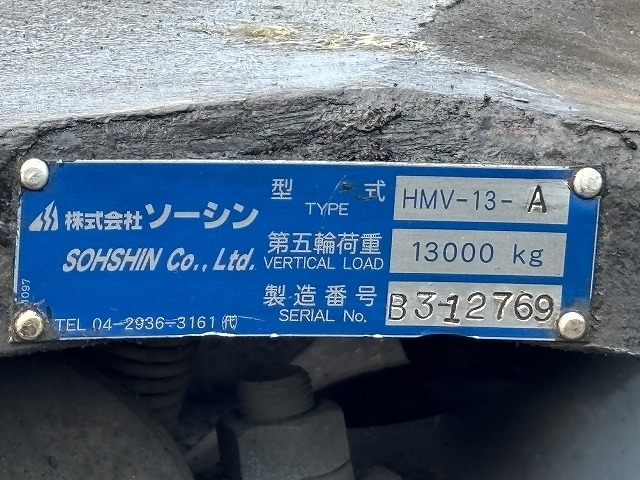 株式会社ソーシン
SOHSHIN Co., Ltd.
TEL 04-2936-3161 ㈹
型 式
TYPE
HMV-13-A
第五輪荷重
VERTICAL LOAD
13000 kg
製造番号
SERIAL No.
B312769